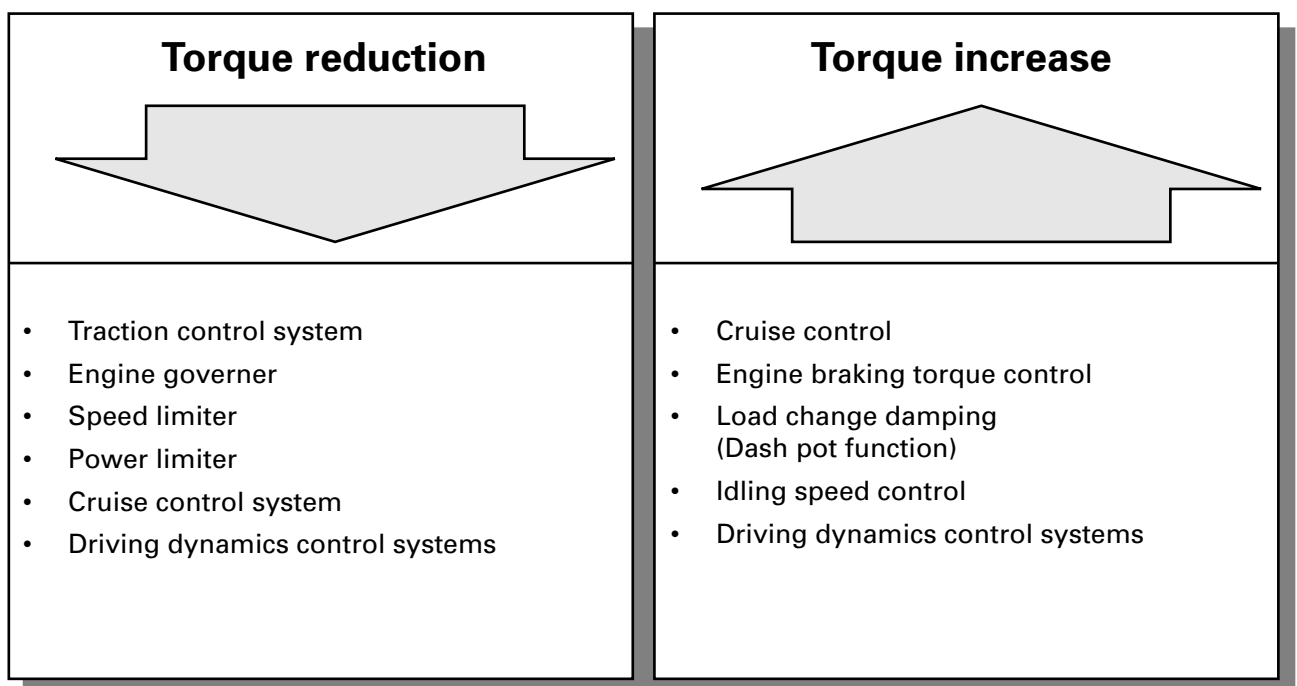 Torque reduction
• Traction control system
• Engine governer
• Speed limiter
• Power limiter
• Cruise control system
• Driving dynamics control systems
Torque increase
• Cruise control
• Engine braking torque control
• Load change damping
(Dash pot function)
• Idling speed control
• Driving dynamics control systems